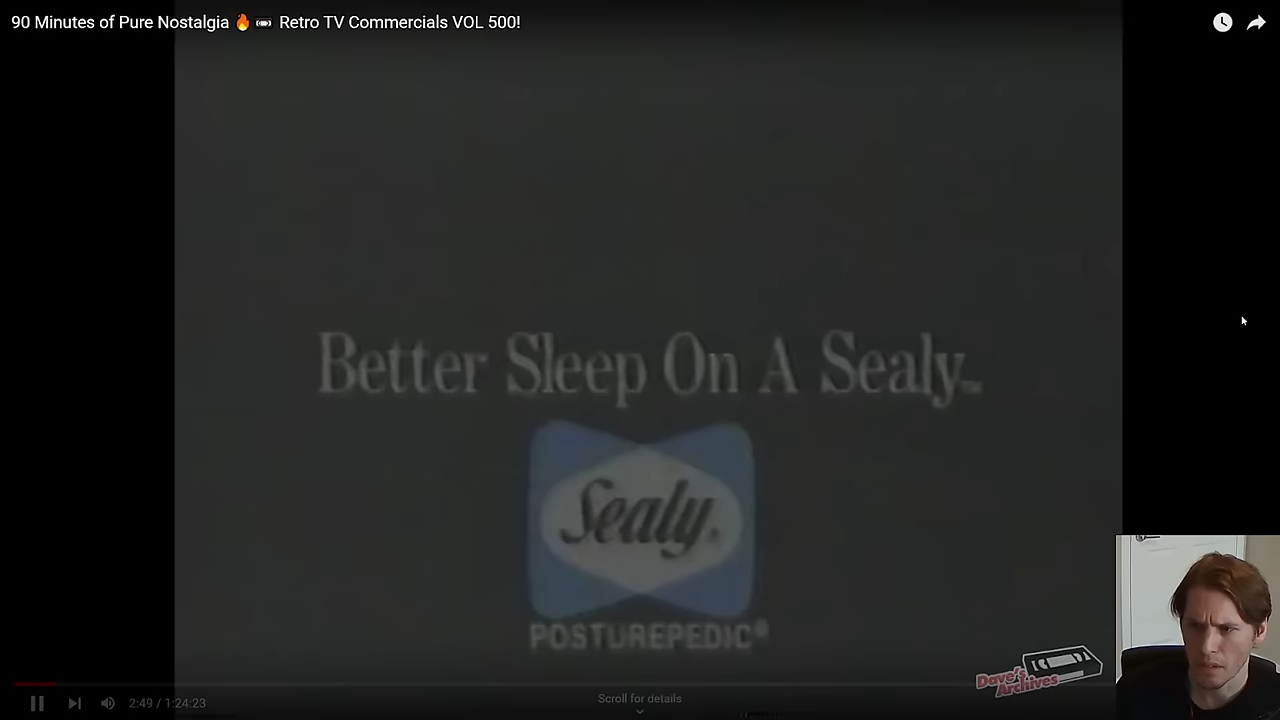 90 Minutes of Pure Nostalgia 🔥📼 Retro TV Commercials VOL 500!
Better Sleep On A Sealy™
Sealy®
POSTUREPEDIC®
Dave's
Archives
2:49 / 1:24:23
Scroll for details